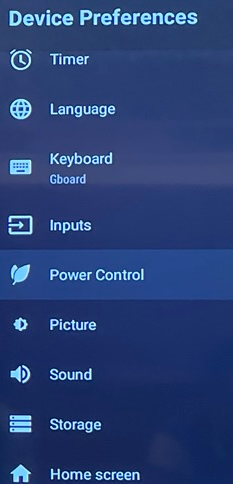 Device Preferences
Timer
Language
Keyboard
Gboard
Inputs
Power Control
Picture
Sound
Storage
Home screen